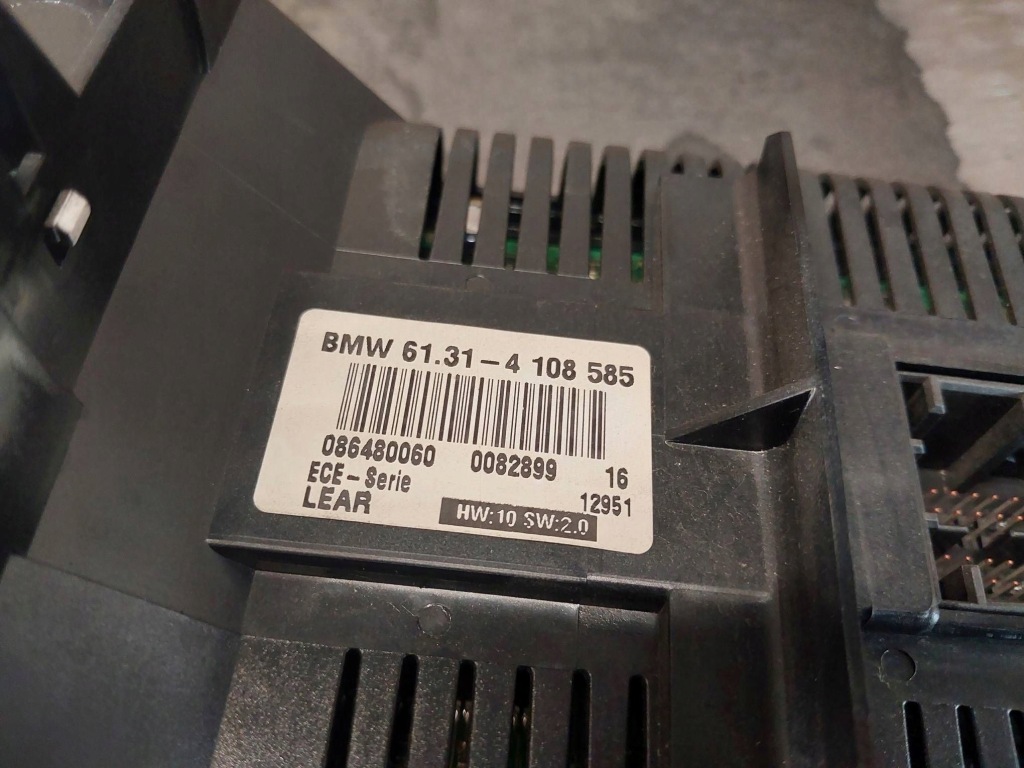 BMW 61.31-4 108 585
086480060 0082899 16
ECE-Serie 12951
LEAR HW:10 SW:2.0